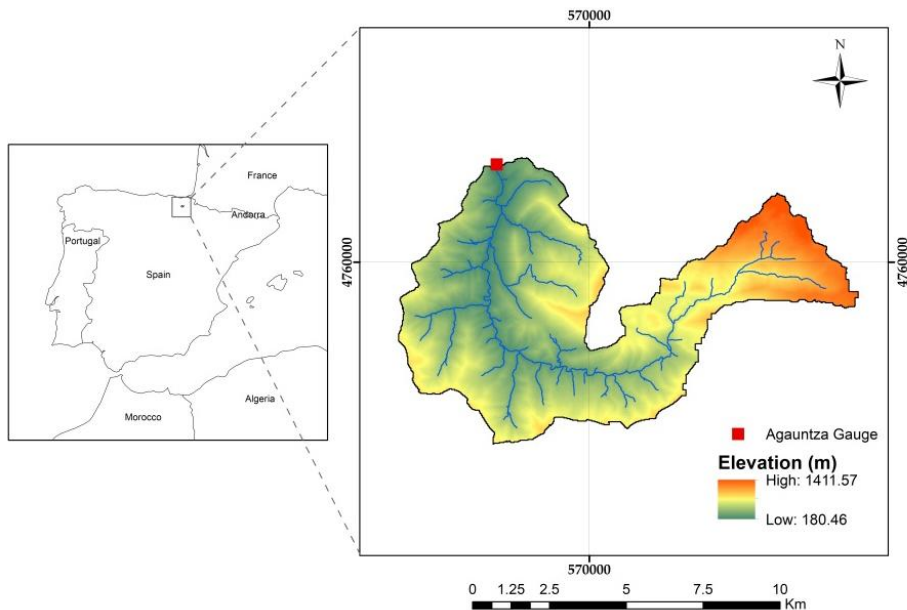 570000
N
France
Andorra
Portugal
Spain
Algeria
Morocco
4760000
4760000
Agauntza Gauge
Elevation (m)
High: 1411.57
Low: 180.46
570000
0 1.25 2.5 5 7.5 10
Km